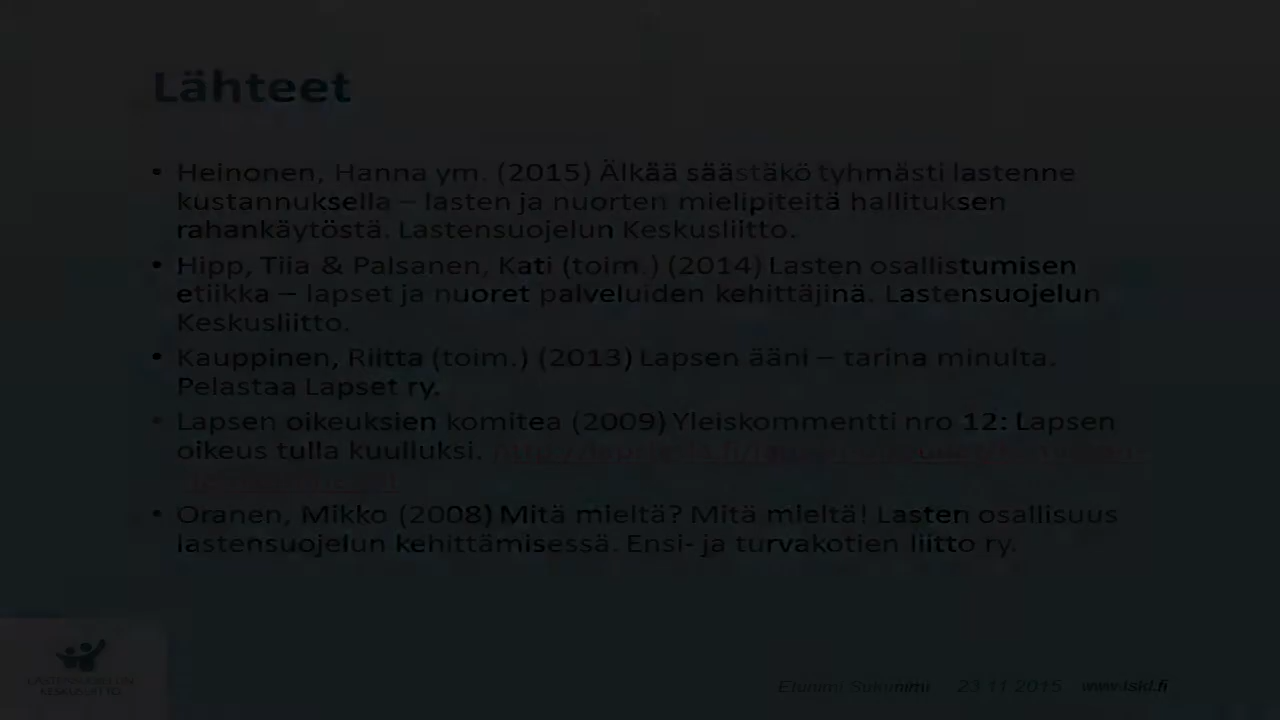 Lähteet
• Heinonen, Hanna ym. (2015) Älkää säästäkö tyhmästi lastenne
kustannuksella – lasten ja nuorten mielipiteitä hallituksen
rahankäytöstä. Lastensuojelun Keskusliitto.
• Hipp, Tiia & Palsanen, Kati (toim.) (2014) Lasten osallistumisen
etiikka – lapset ja nuoret palveluiden kehittäjinä. Lastensuojelun
Keskusliitto.
• Kauppinen, Riitta (toim.) (2013) Lapsen ääni – tarina minulta.
Pelastaa Lapset ry.
• Lapsen oikeuksien komitea (2009) Yleiskommentti nro 12: Lapsen
oikeus tulla kuulluksi.
• Oranen, Mikko (2008) Mitä mieltä? Mitä mieltä! Lasten osallisuus
lastensuojelun kehittämisessä. Ensi- ja turvakotien liitto ry.
LASTENSUOJELUN
KESKUSLIITTO
Etunimi Sukunimi 23.11.2015 www.lskl.fi